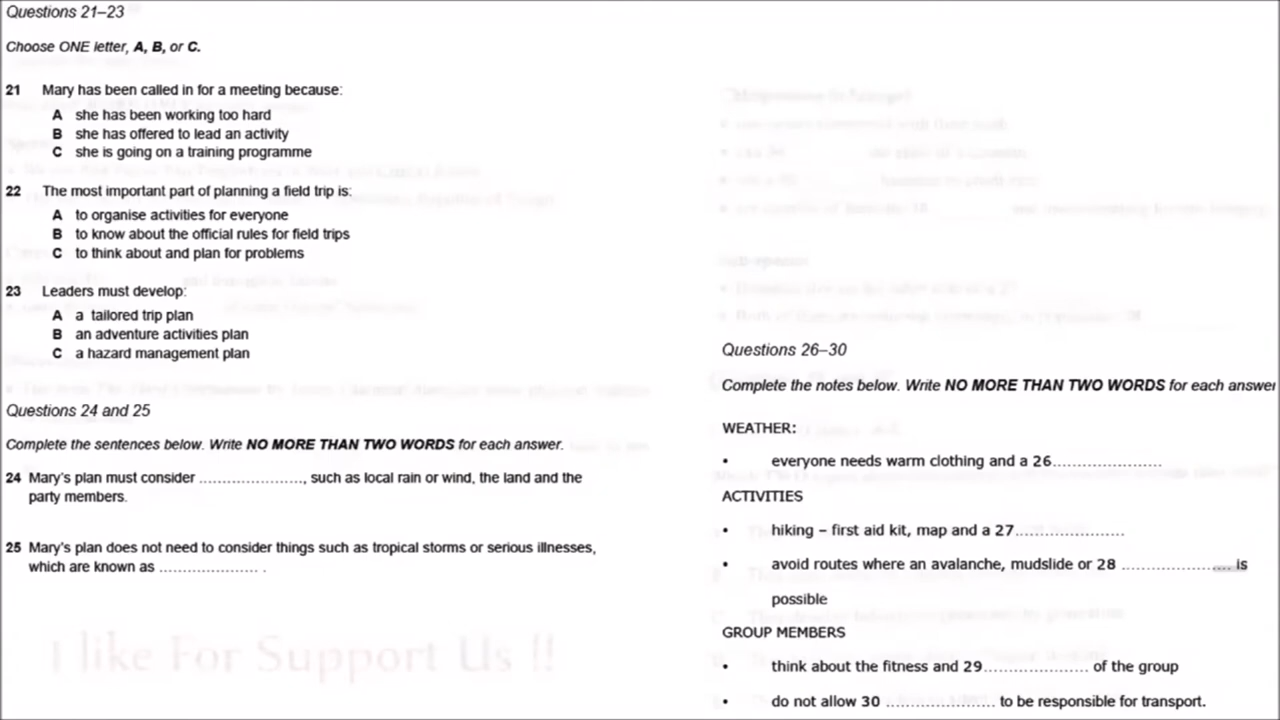 Questions 21–23
Choose ONE letter, A, B, or C.
21 Mary has been called in for a meeting because:
A she has been working too hard
B she has offered to lead an activity
C she is going on a training programme
22 The most important part of planning a field trip is:
A to organise activities for everyone
B to know about the official rules for field trips
C to think about and plan for problems
23 Leaders must develop:
A a tailored trip plan
B an adventure activities plan
C a hazard management plan
Questions 24 and 25
Complete the sentences below. Write NO MORE THAN TWO WORDS for each answer.
24 Mary's plan must consider ......................, such as local rain or wind, the land and the
party members.
25 Mary's plan does not need to consider things such as tropical storms or serious illnesses,
which are known as ..................... .
I like For Support Us !!
Questions 26–30
Complete the notes below. Write NO MORE THAN TWO WORDS for each answer
WEATHER:
• everyone needs warm clothing and a 26......................
ACTIVITIES
• hiking – first aid kit, map and a 27......................
• avoid routes where an avalanche, mudslide or 28 ........................ is
possible
GROUP MEMBERS
• think about the fitness and 29..................... of the group
• do not allow 30 ...................... to be responsible for transport.